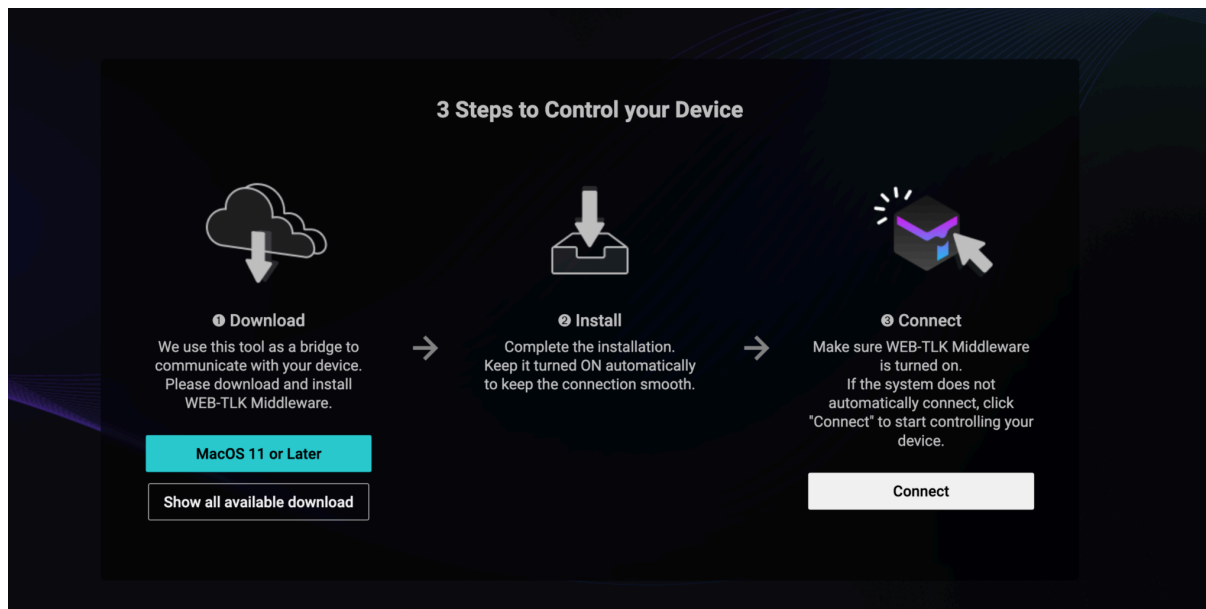 3 Steps to Control your Device
❶ Download
We use this tool as a bridge to
communicate with your device.
Please download and install
WEB-TLK Middleware.
MacOS 11 or Later
Show all available download
❷ Install
Complete the installation.
Keep it turned ON automatically
to keep the connection smooth.
❸ Connect
Make sure WEB-TLK Middleware
is turned on.
If the system does not
automatically connect, click
"Connect" to start controlling your
device.
Connect